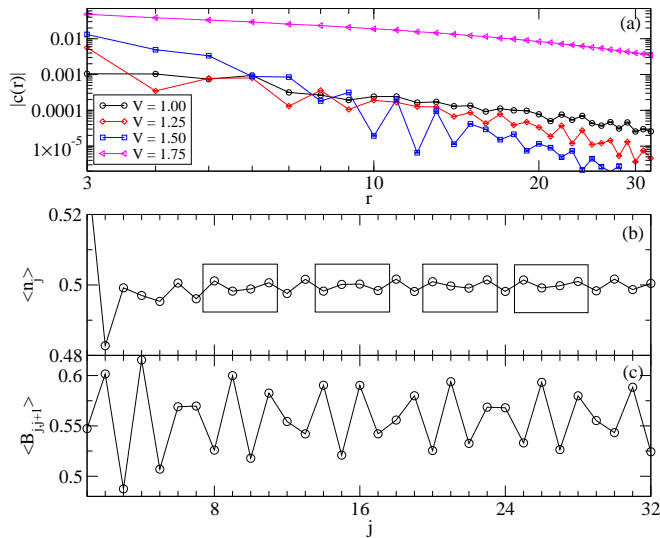 (a)
|c(r)|
0.01
0.001
0.0001
1×10⁻⁵
V = 1.00
V = 1.25
V = 1.50
V = 1.75
3 10 20 30
r
(b)
<n_j>
0.52
0.5
0.48
(c)
<B_{j,j+1}>
0.6
0.55
0.5
8 16 24 32
j